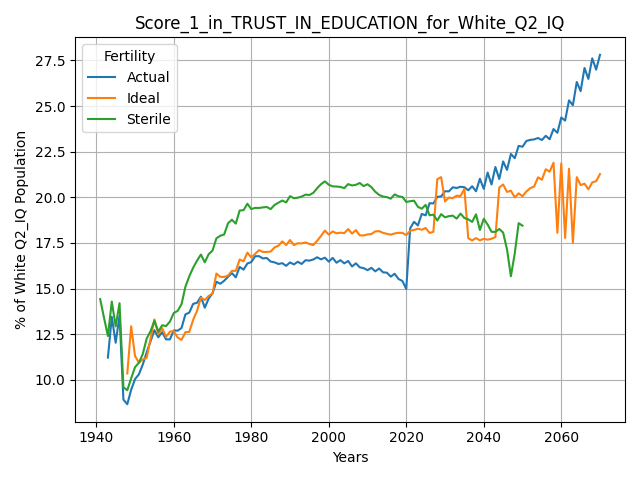 Score_1_in_TRUST_IN_EDUCATION_for_White_Q2_IQ
Fertility
Actual
Ideal
Sterile
% of White Q2_IQ Population
27.5
25.0
22.5
20.0
17.5
15.0
12.5
10.0
1940 1960 1980 2000 2020 2040 2060
Years